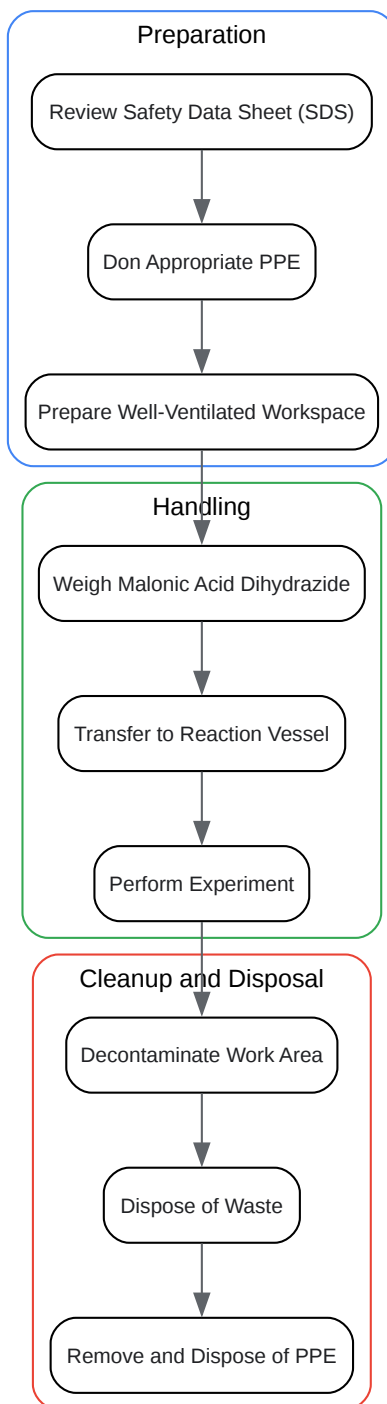 Preparation
Review Safety Data Sheet (SDS)
Don Appropriate PPE
Prepare Well-Ventilated Workspace
Handling
Weigh Malonic Acid Dihydrazide
Transfer to Reaction Vessel
Perform Experiment
Cleanup and Disposal
Decontaminate Work Area
Dispose of Waste
Remove and Dispose of PPE